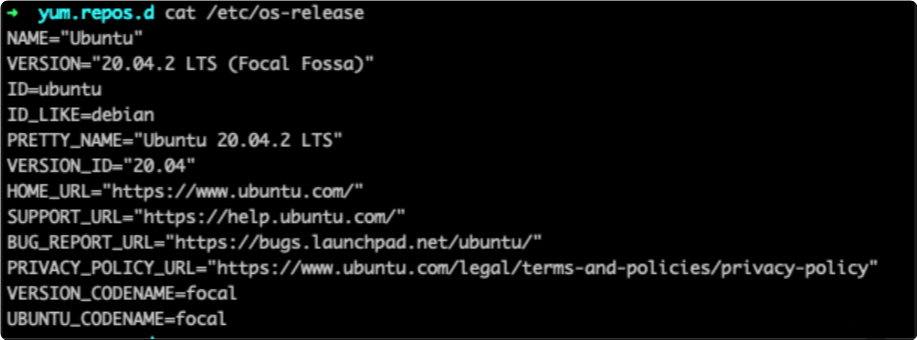 ➜ yum.repos.d cat /etc/os-release
NAME="Ubuntu"
VERSION="20.04.2 LTS (Focal Fossa)"
ID=ubuntu
ID_LIKE=debian
PRETTY_NAME="Ubuntu 20.04.2 LTS"
VERSION_ID="20.04"
HOME_URL="https://www.ubuntu.com/"
SUPPORT_URL="https://help.ubuntu.com/"
BUG_REPORT_URL="https://bugs.launchpad.net/ubuntu/"
PRIVACY_POLICY_URL="https://www.ubuntu.com/legal/terms-and-policies/privacy-policy"
VERSION_CODENAME=focal
UBUNTU_CODENAME=focal